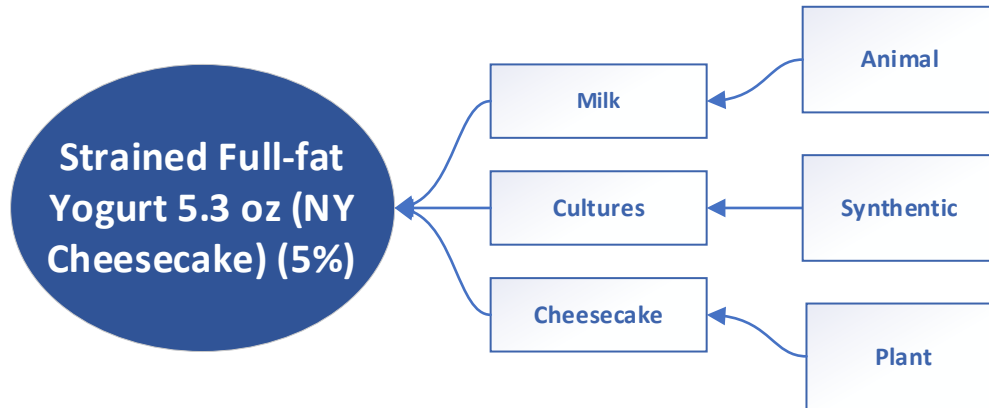 Strained Full-fat
Yogurt 5.3 oz (NY
Cheesecake) (5%)
Milk
Cultures
Cheesecake
Animal
Synthentic
Plant